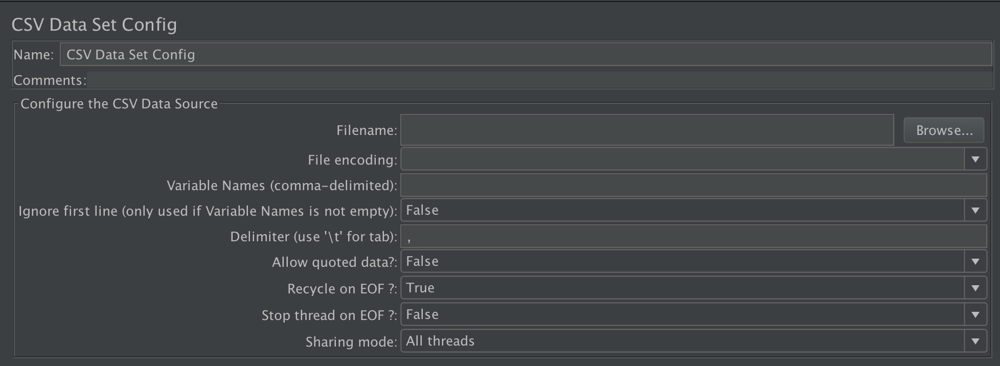 CSV Data Set Config
Name: CSV Data Set Config
Comments:
Configure the CSV Data Source
Filename: Browse...
File encoding:
Variable Names (comma-delimited):
Ignore first line (only used if Variable Names is not empty): False
Delimiter (use '\t' for tab): ,
Allow quoted data?: False
Recycle on EOF ?: True
Stop thread on EOF ?: False
Sharing mode: All threads